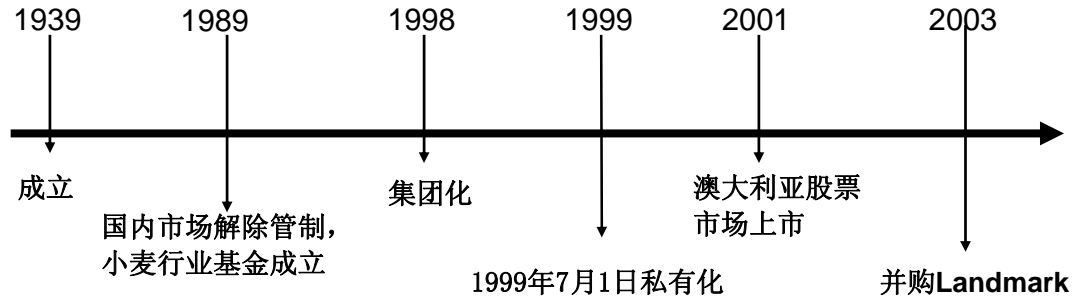 1939
1989
1998
1999
2001
2003
成立
国内市场解除管制，
小麦行业基金成立
集团化
1999年7月1日私有化
澳大利亚股票
市场上市
并购Landmark